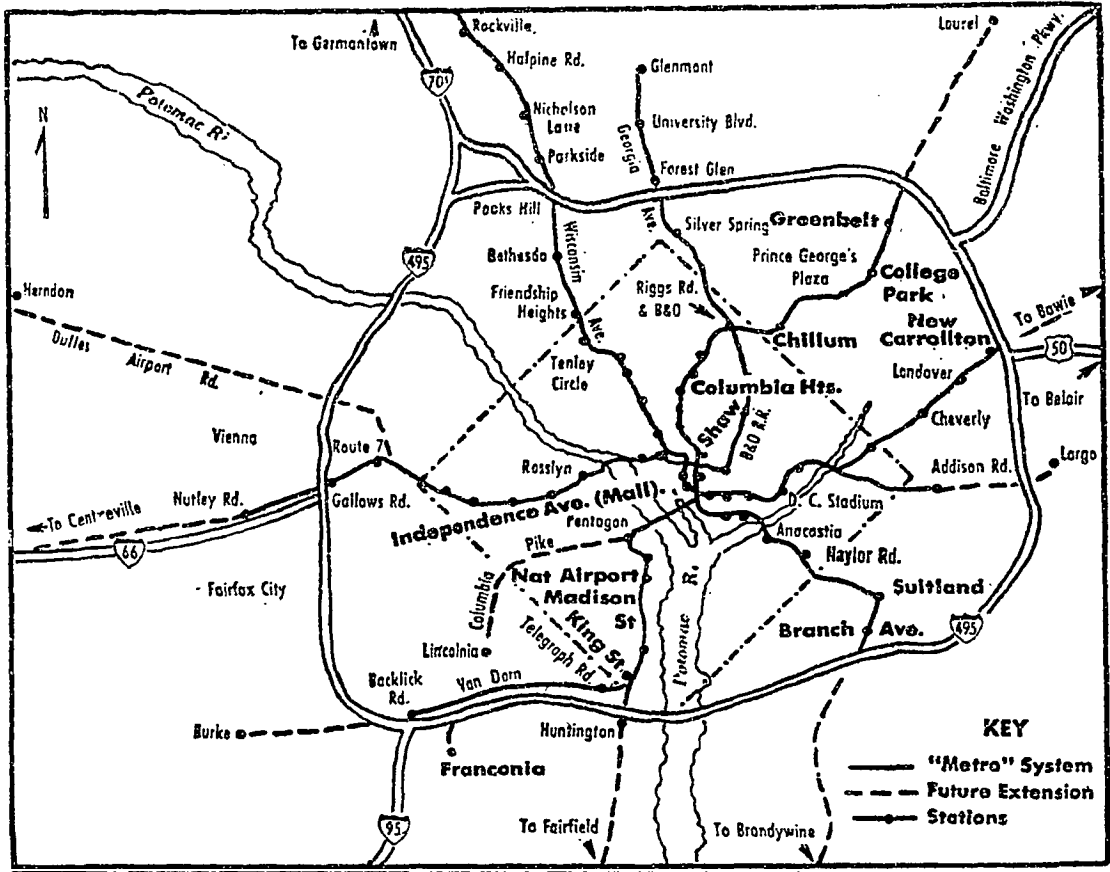 Rockville
Laurel
To Germantown
Halpine Rd.
Glenmont
Baltimore Washington Pkwy.
70S
Potomac Ri
N
Nicholson
Lane
University Blvd.
Georgia
Ave.
Parkside
Forest Glen
Pooks Hill
Wisconsin
Ave.
Silver Spring
Greenbelt
Bethesda
Prince George's
Plaza
495
College
Park
Herndon
Friendship
Heights
Riggs Rd.
& B&O
New
Carrollton
To Bowie
Dulles
Airport Rd.
Chillum
50
Tenley
Circle
Landover
Columbia Hts.
To Belair
Shaw
B&O R.R.
Cheverly
Vienna
Route 7
Rosslyn
Addison Rd.
Largo
Nutley Rd.
Gallows Rd.
D. C. Stadium
To Centreville
Independence Ave. (Mall)
Pentagon
Anacostia
66
Pike
Columbia
Naylor Rd.
Nat Airport
Madison
St
Potomac R.
Suitland
Fairfax City
King St.
Telegraph Rd.
Branch Ave.
495
Lincolnia
Backlick
Rd.
Van Dorn
Burke
Huntington
KEY
Franconia
"Metro" System
Future Extension
Stations
95
To Fairfield
To Brandywine